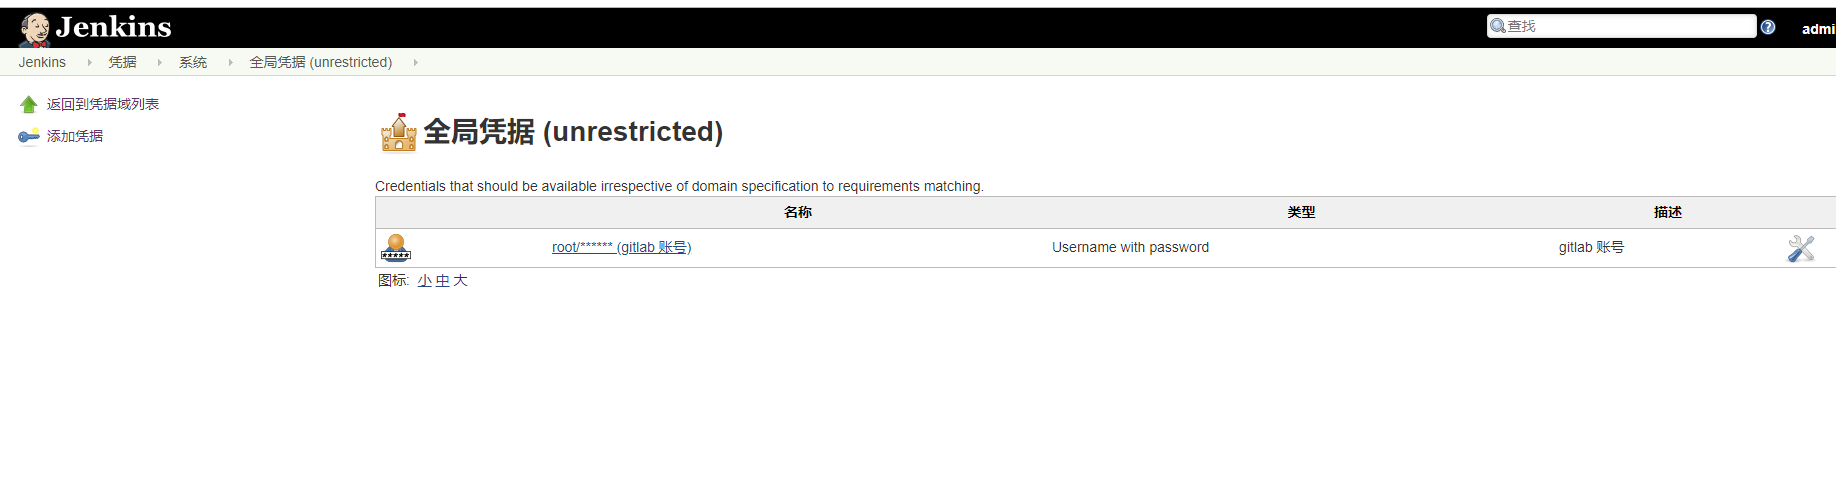 Jenkins
查找
admi
Jenkins 凭据 系统 全局凭据 (unrestricted)
返回到凭据域列表
添加凭据
全局凭据 (unrestricted)
Credentials that should be available irrespective of domain specification to requirements matching.
名称 类型 描述
root/****** (gitlab 账号) Username with password gitlab 账号
图标: 小 中 大